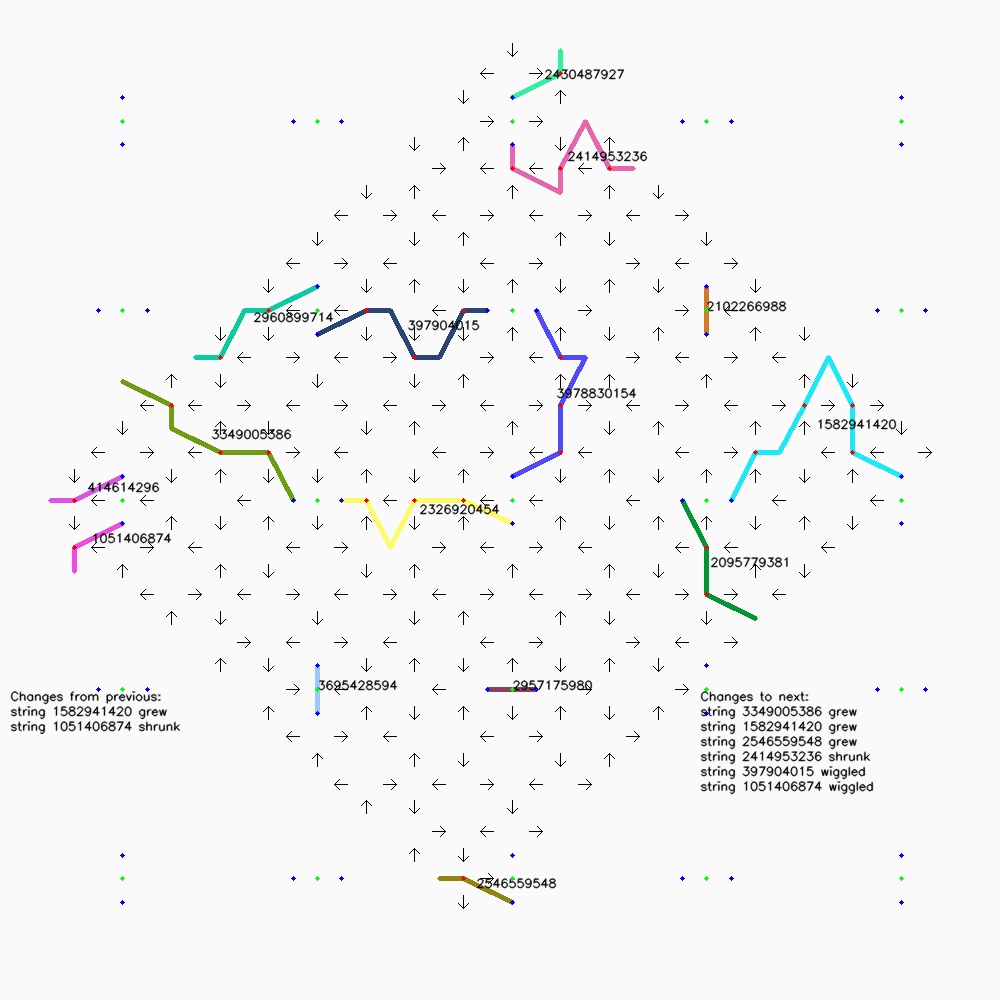 2430487927
2414953236
2102266988
2960899714
397904015
3978830154
1582941420
3349005386
414614296
2326920454
1051406874
2095779381
3695428594
2957175980
Changes from previous:
string 1582941420 grew
string 1051406874 shrunk
Changes to next:
string 3349005386 grew
string 1582941420 grew
string 2546559548 grew
string 2414953236 shrunk
string 397904015 wiggled
string 1051406874 wiggled
2546559548